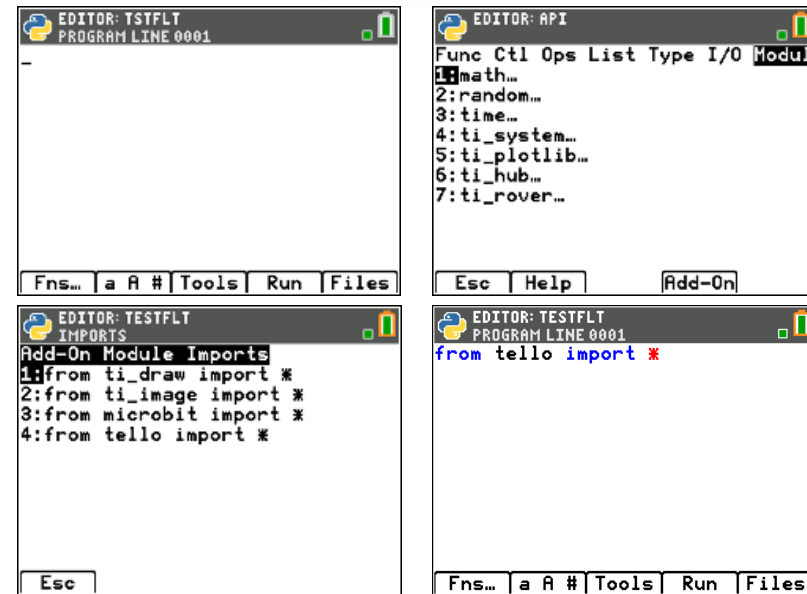 EDITOR: TSTFLT
PROGRAM LINE 0001
_
Fns… a A # Tools Run Files
EDITOR: API
Func Ctl Ops List Type I/O Modul
1:math…
2:random…
3:time…
4:ti_system…
5:ti_plotlib…
6:ti_hub…
7:ti_rover…
Esc Help Add-On
EDITOR: TESTFLT
IMPORTS
Add-On Module Imports
1:from ti_draw import *
2:from ti_image import *
3:from microbit import *
4:from tello import *
Esc
EDITOR: TESTFLT
PROGRAM LINE 0001
from tello import *
Fns… a A # Tools Run Files